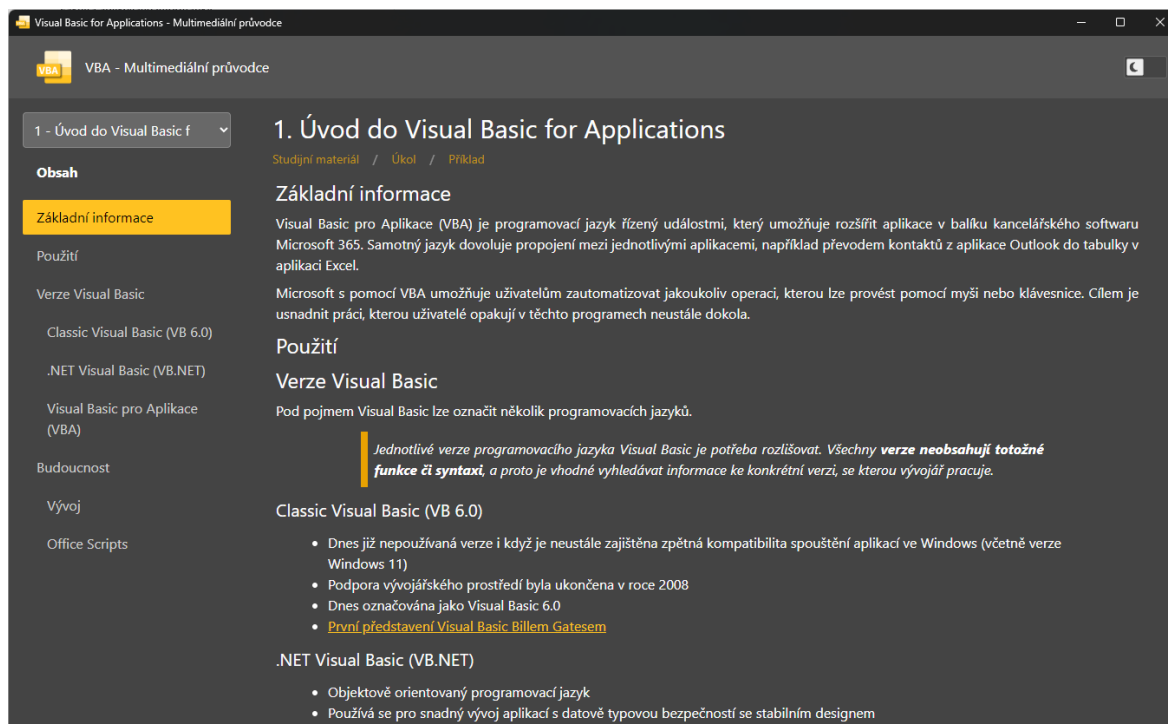 Visual Basic for Applications - Multimediální průvodce
VBA
VBA - Multimediální průvodce
1 - Úvod do Visual Basic f
Obsah
Základní informace
Použití
Verze Visual Basic
Classic Visual Basic (VB 6.0)
.NET Visual Basic (VB.NET)
Visual Basic pro Aplikace
(VBA)
Budoucnost
Vývoj
Office Scripts
1. Úvod do Visual Basic for Applications
Studijní materiál / Úkol / Příklad
Základní informace
Visual Basic pro Aplikace (VBA) je programovací jazyk řízený událostmi, který umožňuje rozšířit aplikace v balíku kancelářského softwaru
Microsoft 365. Samotný jazyk dovoluje propojení mezi jednotlivými aplikacemi, například převodem kontaktů z aplikace Outlook do tabulky v
aplikaci Excel.
Microsoft s pomocí VBA umožňuje uživatelům zautomatizovat jakoukoliv operaci, kterou lze provést pomocí myši nebo klávesnice. Cílem je
usnadnit práci, kterou uživatelé opakují v těchto programech neustále dokola.
Použití
Verze Visual Basic
Pod pojmem Visual Basic lze označit několik programovacích jazyků.
Jednotlivé verze programovacího jazyka Visual Basic je potřeba rozlišovat. Všechny verze neobsahují totožné
funkce či syntaxi, a proto je vhodné vyhledávat informace ke konkrétní verzi, se kterou vývojář pracuje.
Classic Visual Basic (VB 6.0)
• Dnes již nepoužívaná verze i když je neustále zajištěna zpětná kompatibilita spouštění aplikací ve Windows (včetně verze
Windows 11)
• Podpora vývojářského prostředí byla ukončena v roce 2008
• Dnes označována jako Visual Basic 6.0
• První představení Visual Basic Billem Gatesem
.NET Visual Basic (VB.NET)
• Objektově orientovaný programovací jazyk
• Používá se pro snadný vývoj aplikací s datově typovou bezpečností se stabilním designem